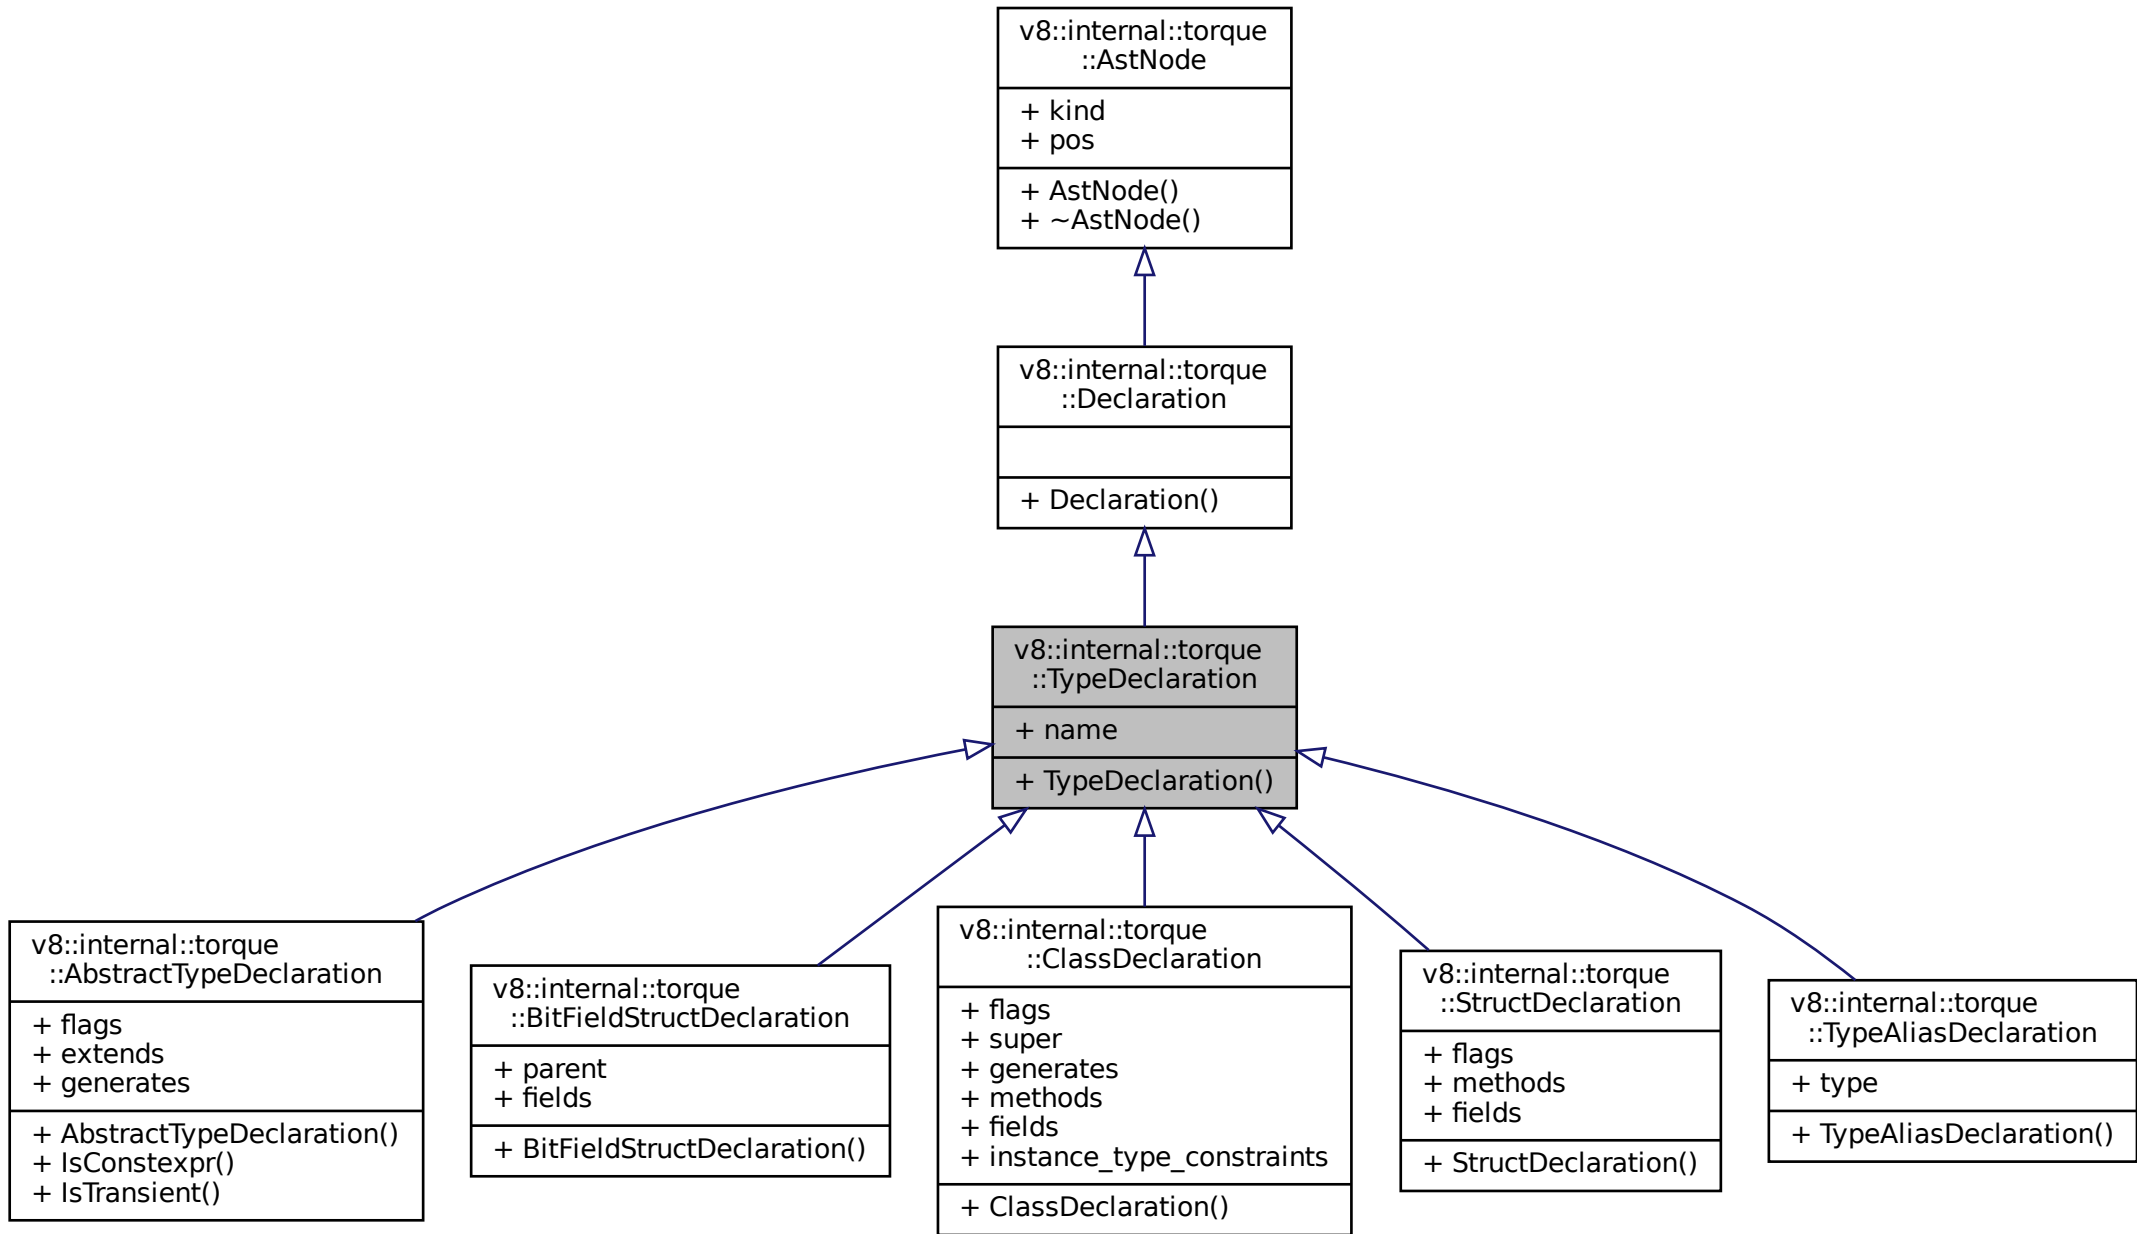 v8::internal::torque
::AstNode
+ kind
+ pos
+ AstNode()
+ ~AstNode()
v8::internal::torque
::Declaration
+ Declaration()
v8::internal::torque
::TypeDeclaration
+ name
+ TypeDeclaration()
v8::internal::torque
::AbstractTypeDeclaration
+ flags
+ extends
+ generates
+ AbstractTypeDeclaration()
+ IsConstexpr()
+ IsTransient()
v8::internal::torque
::BitFieldStructDeclaration
+ parent
+ fields
+ BitFieldStructDeclaration()
v8::internal::torque
::ClassDeclaration
+ flags
+ super
+ generates
+ methods
+ fields
+ instance_type_constraints
+ ClassDeclaration()
v8::internal::torque
::StructDeclaration
+ flags
+ methods
+ fields
+ StructDeclaration()
v8::internal::torque
::TypeAliasDeclaration
+ type
+ TypeAliasDeclaration()